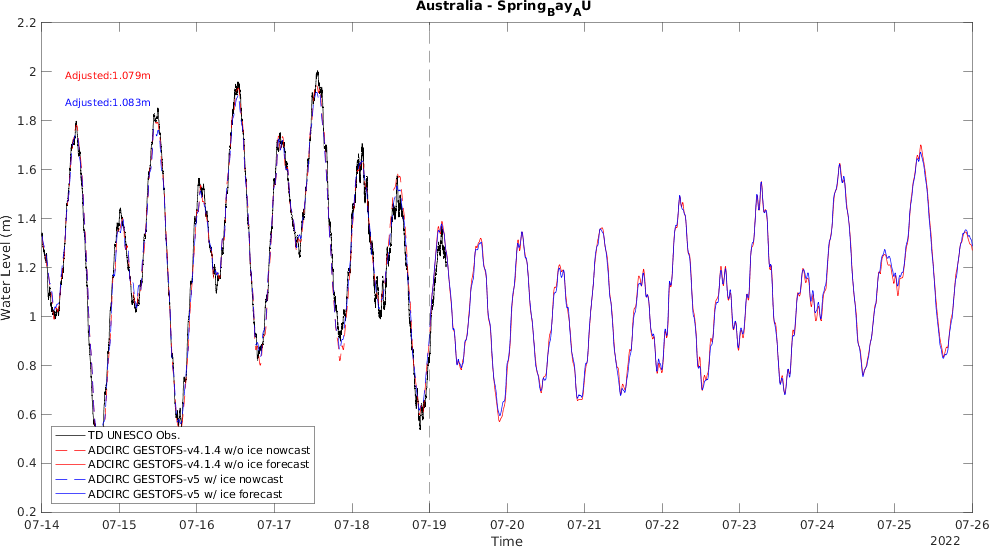 Australia - SpringBayAU
2.2
2
1.8
1.6
1.4
1.2
1
0.8
0.6
0.4
0.2
Water Level (m)
Adjusted:1.079m
Adjusted:1.083m
TD UNESCO Obs.
ADCIRC GESTOFS-v4.1.4 w/o ice nowcast
ADCIRC GESTOFS-v4.1.4 w/o ice forecast
ADCIRC GESTOFS-v5 w/ ice nowcast
ADCIRC GESTOFS-v5 w/ ice forecast
07-14 07-15 07-16 07-17 07-18 07-19 07-20 07-21 07-22 07-23 07-24 07-25 07-26
Time
2022